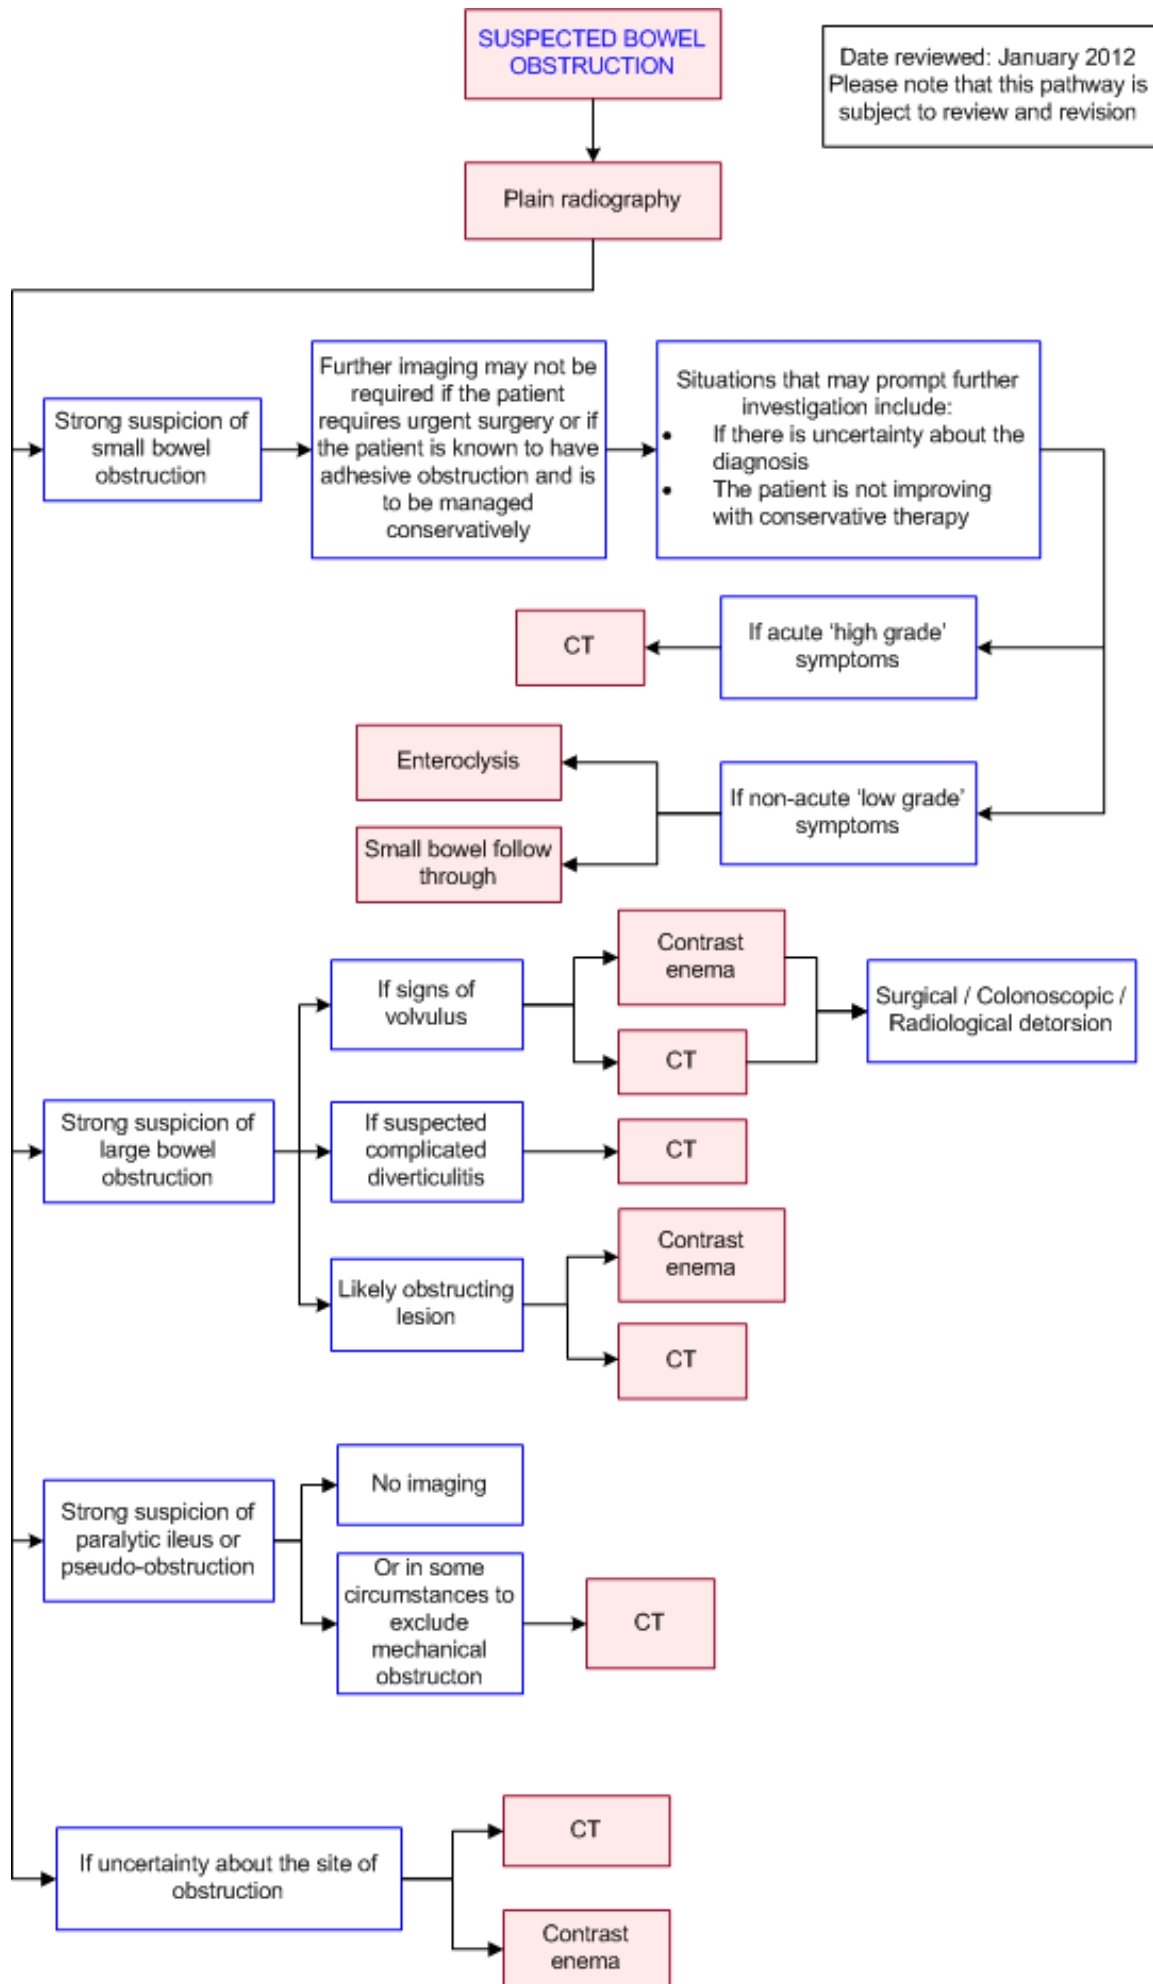 SUSPECTED BOWEL
OBSTRUCTION
Date reviewed: January 2012
Please note that this pathway is
subject to review and revision
Plain radiography
Strong suspicion of
small bowel
obstruction
Further imaging may not be
required if the patient
requires urgent surgery or if
the patient is known to have
adhesive obstruction and is
to be managed
conservatively
Situations that may prompt further
investigation include:
• If there is uncertainty about the
diagnosis
• The patient is not improving
with conservative therapy
If acute ‘high grade’
symptoms
CT
If non-acute ‘low grade’
symptoms
Enteroclysis
Small bowel follow
through
Strong suspicion of
large bowel
obstruction
If signs of
volvulus
Contrast
enema
CT
Surgical / Colonoscopic /
Radiological detorsion
If suspected
complicated
diverticulitis
CT
Likely obstructing
lesion
Contrast
enema
CT
Strong suspicion of
paralytic ileus or
pseudo-obstruction
No imaging
Or in some
circumstances to
exclude
mechanical
obstructon
CT
If uncertainty about the site of
obstruction
CT
Contrast
enema